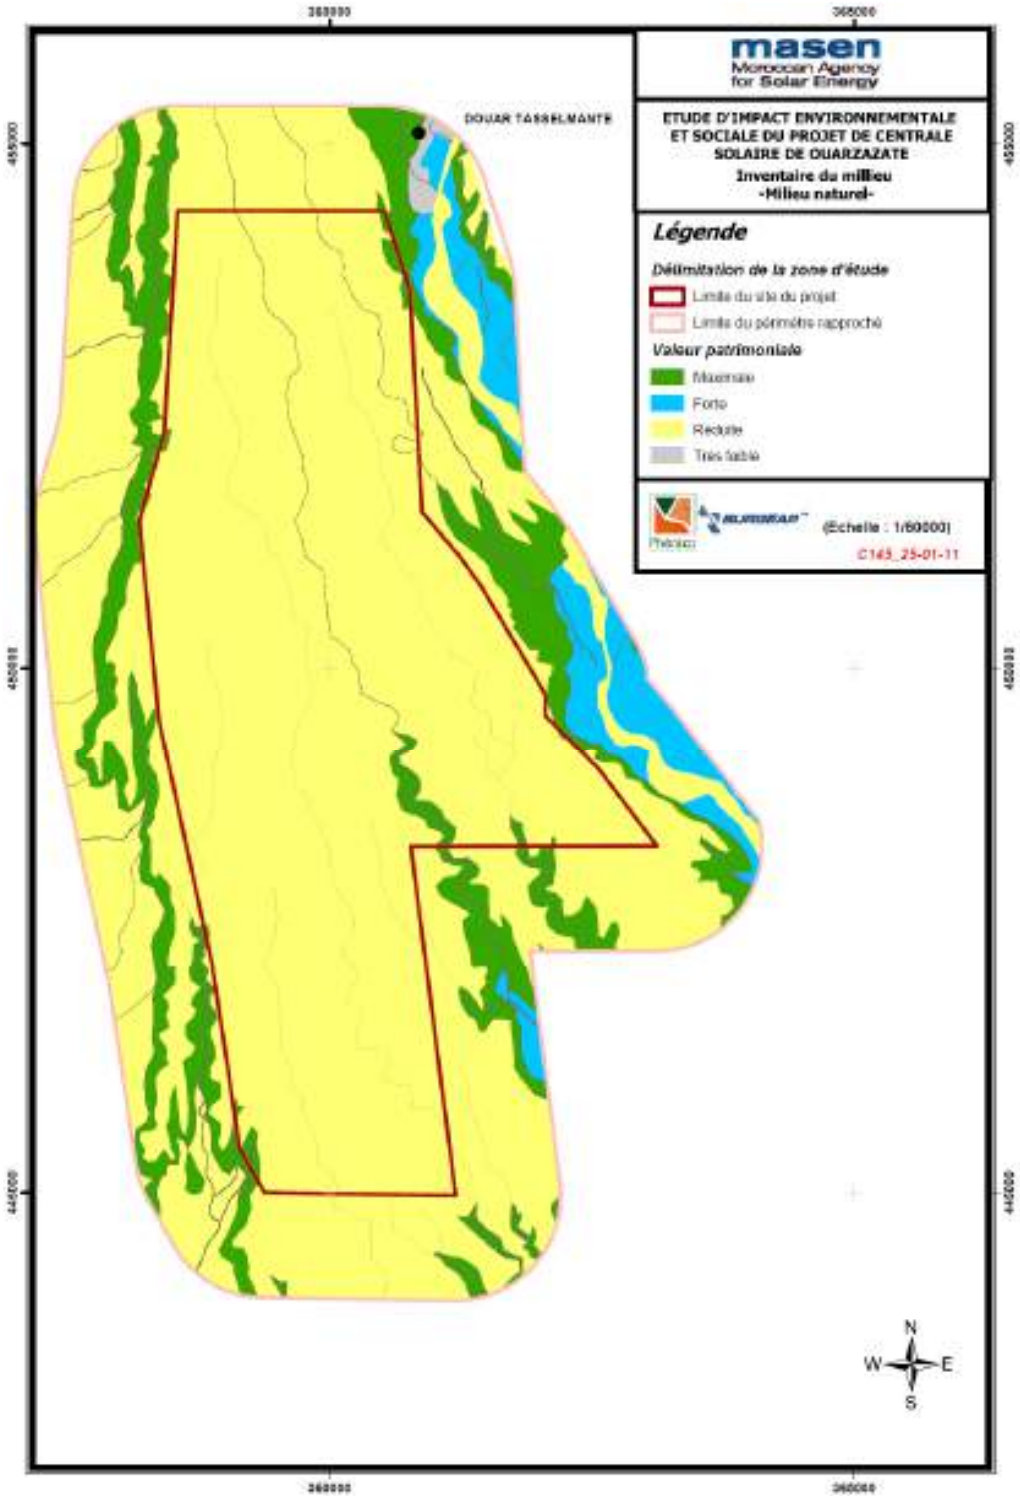 masen
Moroccan Agency
for Solar Energy
ETUDE D'IMPACT ENVIRONNEMENTALE
ET SOCIALE DU PROJET DE CENTRALE
SOLAIRE DE OUARZAZATE
Inventaire du millieu
-Milieu naturel-
DOUAR TASSELMANTE
Légende
Délimitation de la zone d'étude
Limite du site du projet
Limite du périmètre rapproché
Valeur patrimoniale
Maximale
Forte
Réduite
Très faible
BURGEAP
(Echelle : 1/60000)
C145_25-01-11
N
W E
S